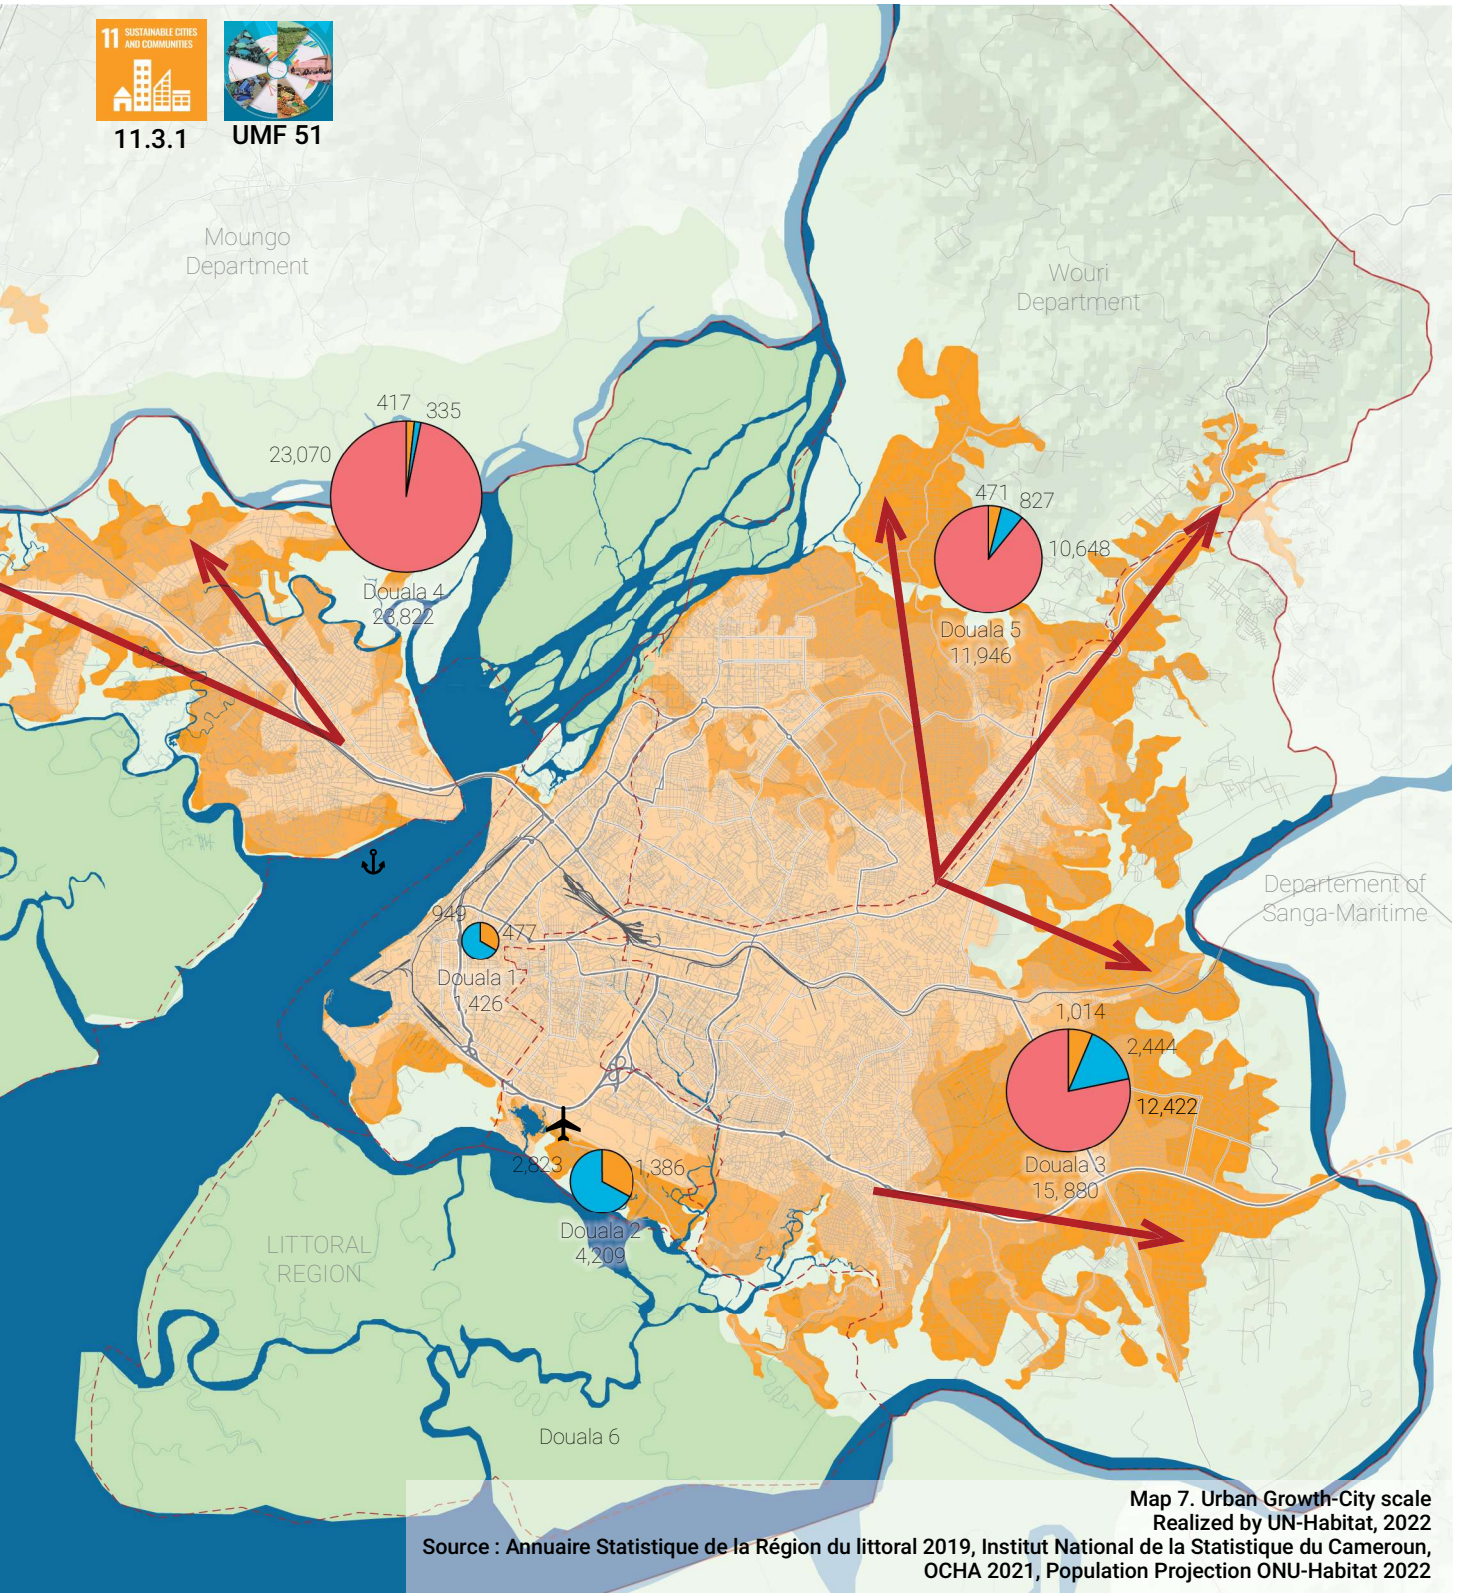 11 SUSTAINABLE CITIES
AND COMMUNITIES
11.3.1
UMF 51
Moungo
Department
Wouri
Department
417
335
23,070
Douala 4
23,822
471
827
10,648
Douala 5
11,946
Departement of
Sanga-Maritime
949
477
Douala 1
1,426
1,014
2,444
12,422
Douala 3
15, 880
2,823
1,386
Douala 2
4,209
LITTORAL
REGION
Douala 6
Map 7. Urban Growth-City scale
Realized by UN-Habitat, 2022
Source : Annuaire Statistique de la Région du littoral 2019, Institut National de la Statistique du Cameroun,
OCHA 2021, Population Projection ONU-Habitat 2022